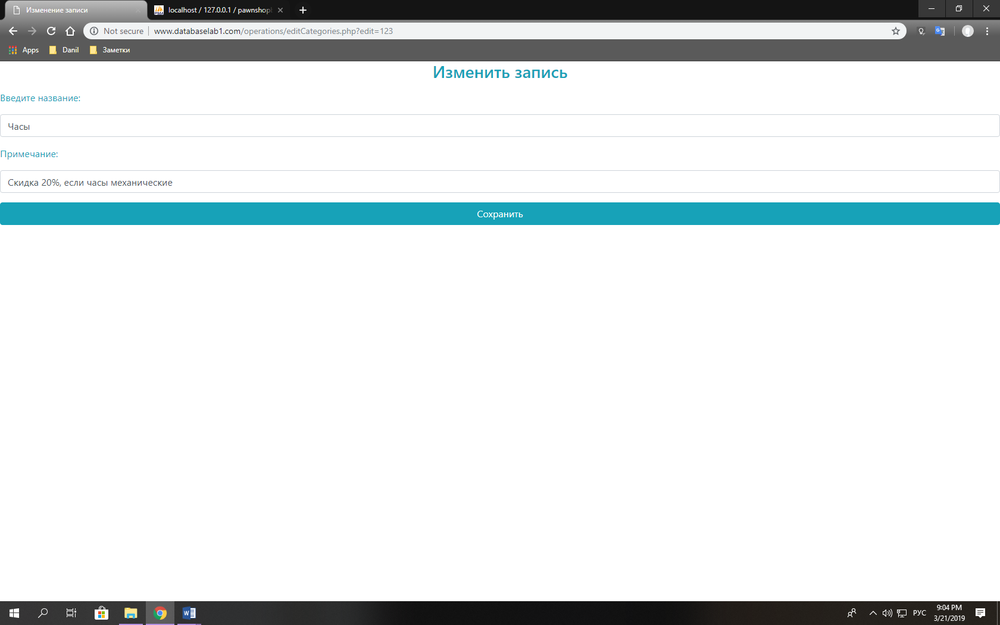 Изменение записи
localhost / 127.0.0.1 / pawnshop
Not secure
www.databaselab1.com/operations/editCategories.php?edit=123
Apps
Danil
Заметки
Изменить запись
Введите название:
Часы
Примечание:
Скидка 20%, если часы механические
Сохранить
РУС
9:04 PM
3/21/2019